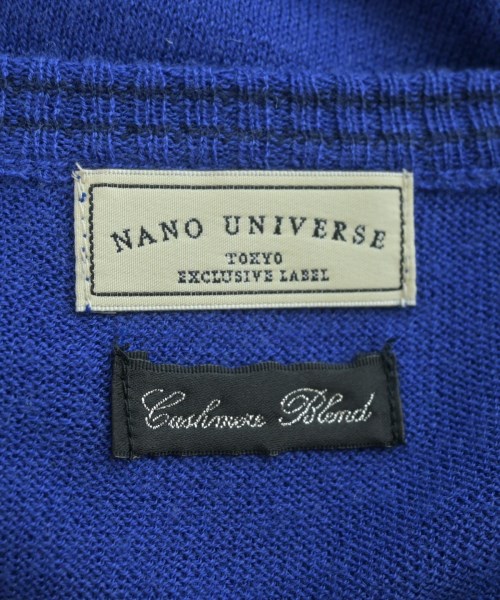 NANO UNIVERSE
TOKYO
EXCLUSIVE LABEL
Cashmere Blend